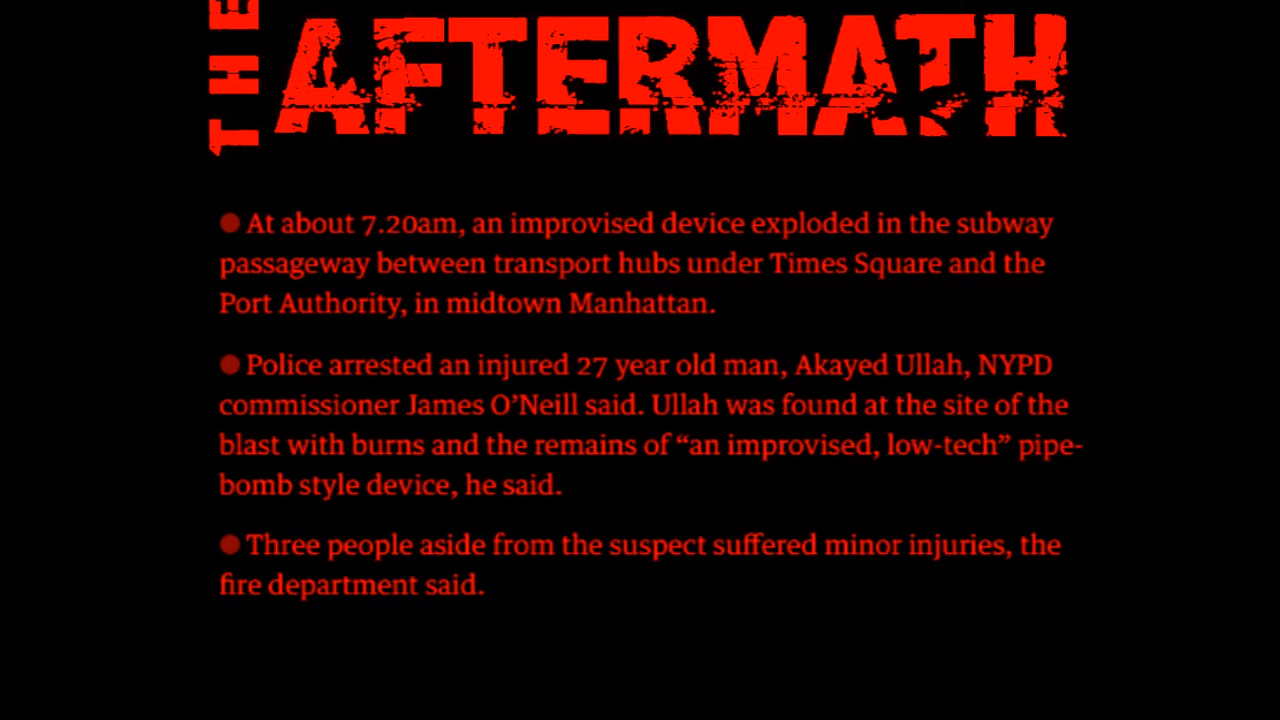 THE
AFTERMATH
● At about 7.20am, an improvised device exploded in the subway
passageway between transport hubs under Times Square and the
Port Authority, in midtown Manhattan.
● Police arrested an injured 27 year old man, Akayed Ullah, NYPD
commissioner James O’Neill said. Ullah was found at the site of the
blast with burns and the remains of “an improvised, low-tech” pipe-
bomb style device, he said.
● Three people aside from the suspect suffered minor injuries, the
fire department said.